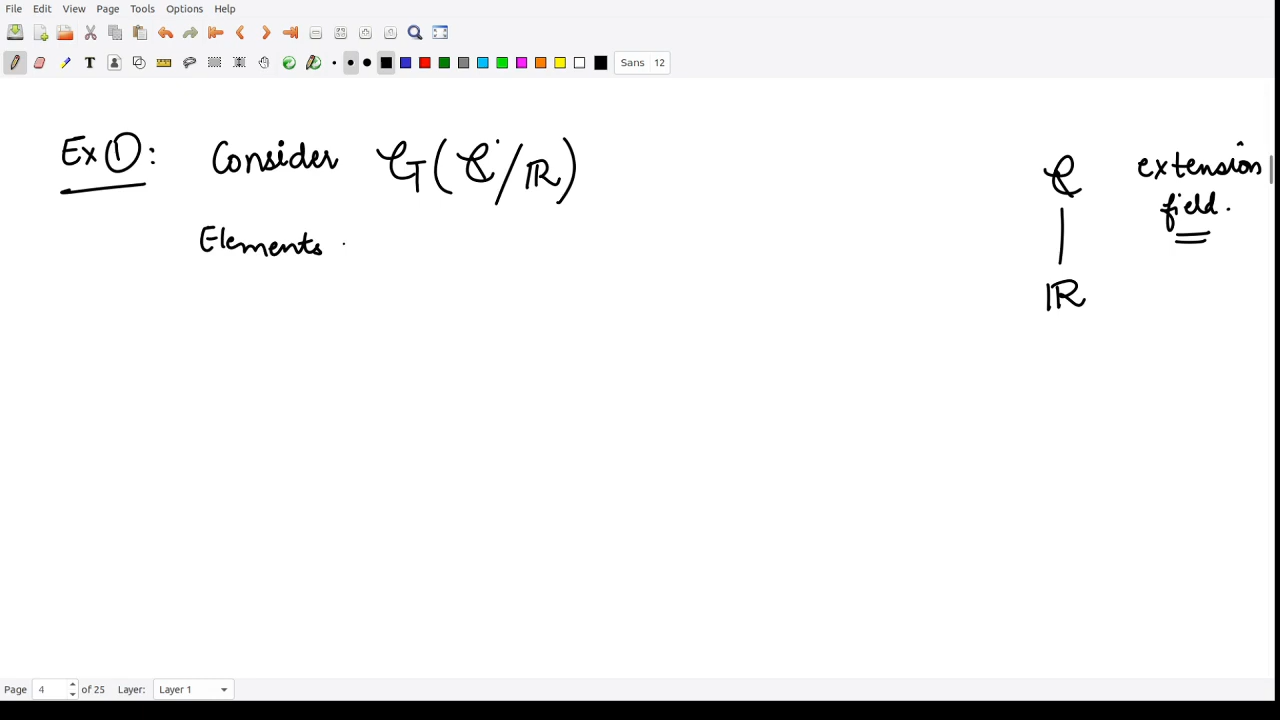 File Edit View Page Tools Options Help
Sans 12
Ex ①: Consider G(ℂ/ℝ)
Elements
ℂ
ℝ
extension
field.
Page 4 of 25 Layer: Layer 1